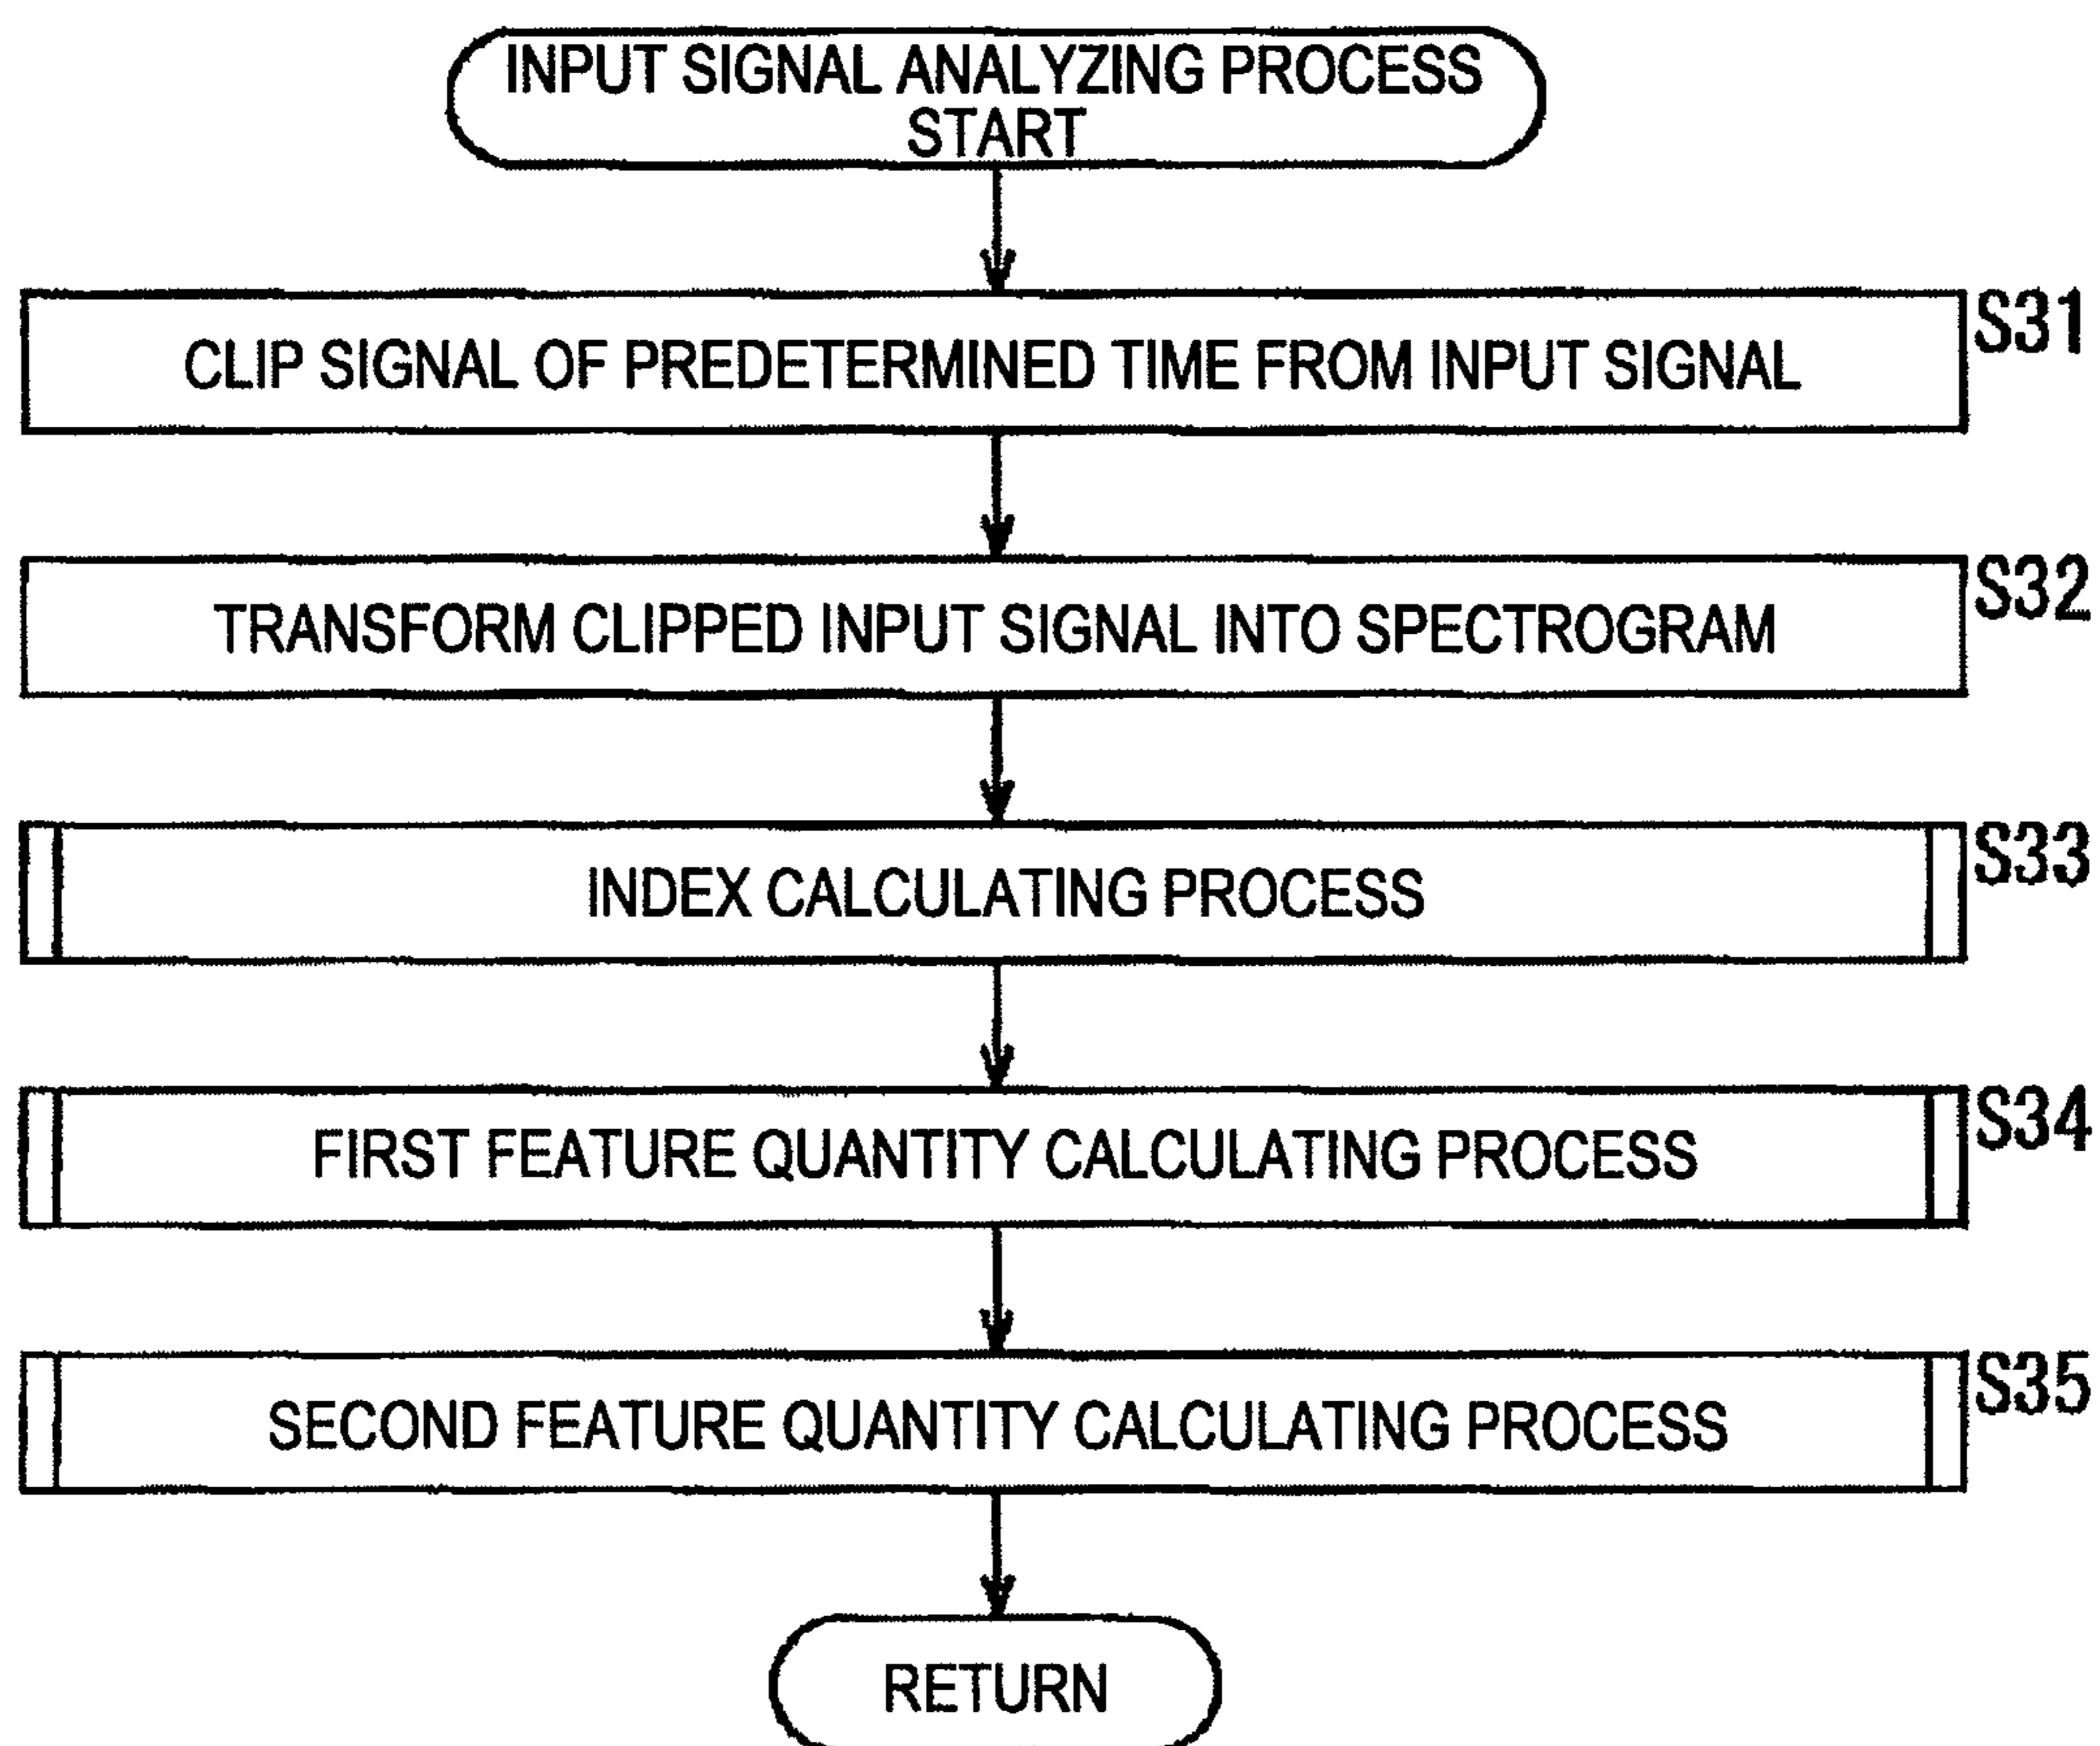 INPUT SIGNAL ANALYZING PROCESS
START
CLIP SIGNAL OF PREDETERMINED TIME FROM INPUT SIGNAL
S31
TRANSFORM CLIPPED INPUT SIGNAL INTO SPECTROGRAM
S32
INDEX CALCULATING PROCESS
S33
FIRST FEATURE QUANTITY CALCULATING PROCESS
S34
SECOND FEATURE QUANTITY CALCULATING PROCESS
S35
RETURN